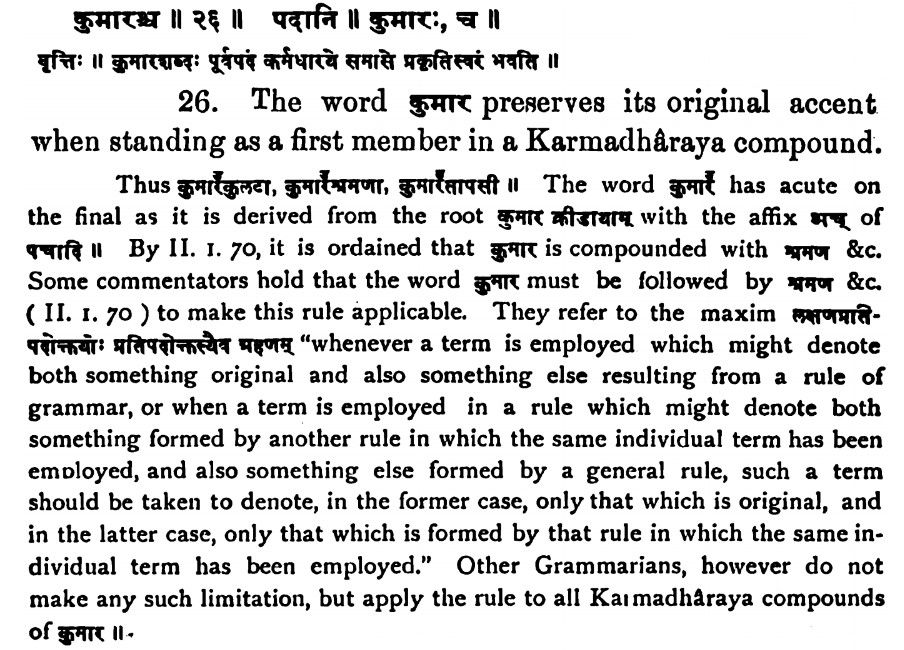 कुमारश्च ॥ २६ ॥ पदानि ॥ कुमारः, च ॥
वृत्तिः ॥ कुमारशब्दः पूर्वपदं कर्मधारये समासे प्रकृतिस्वरं भवति ॥
26. The word कुमार preserves its original accent
when standing as a first member in a Karmadhâraya compound.
Thus कुमारँकुलटा, कुमारँश्रमणा, कुमारँतापसी ॥ The word कुमारँ has acute on
the final as it is derived from the root कुमार क्रीडायाम् with the affix अच् of
पचादि ॥ By II. 1. 70, it is ordained that कुमार is compounded with श्रमण &c.
Some commentators hold that the word कुमार must be followed by श्रमण &c.
( II. 1. 70 ) to make this rule applicable. They refer to the maxim लक्षणप्रति-
पदोक्तयोः प्रतिपदोक्तस्यैव ग्रहणम् "whenever a term is employed which might denote
both something original and also something else resulting from a rule of
grammar, or when a term is employed in a rule which might denote both
something formed by another rule in which the same individual term has been
employed, and also something else formed by a general rule, such a term
should be taken to denote, in the former case, only that which is original, and
in the latter case, only that which is formed by that rule in which the same in-
dividual term has been employed." Other Grammarians, however do not
make any such limitation, but apply the rule to all Karmadhâraya compounds
of कुमार ॥